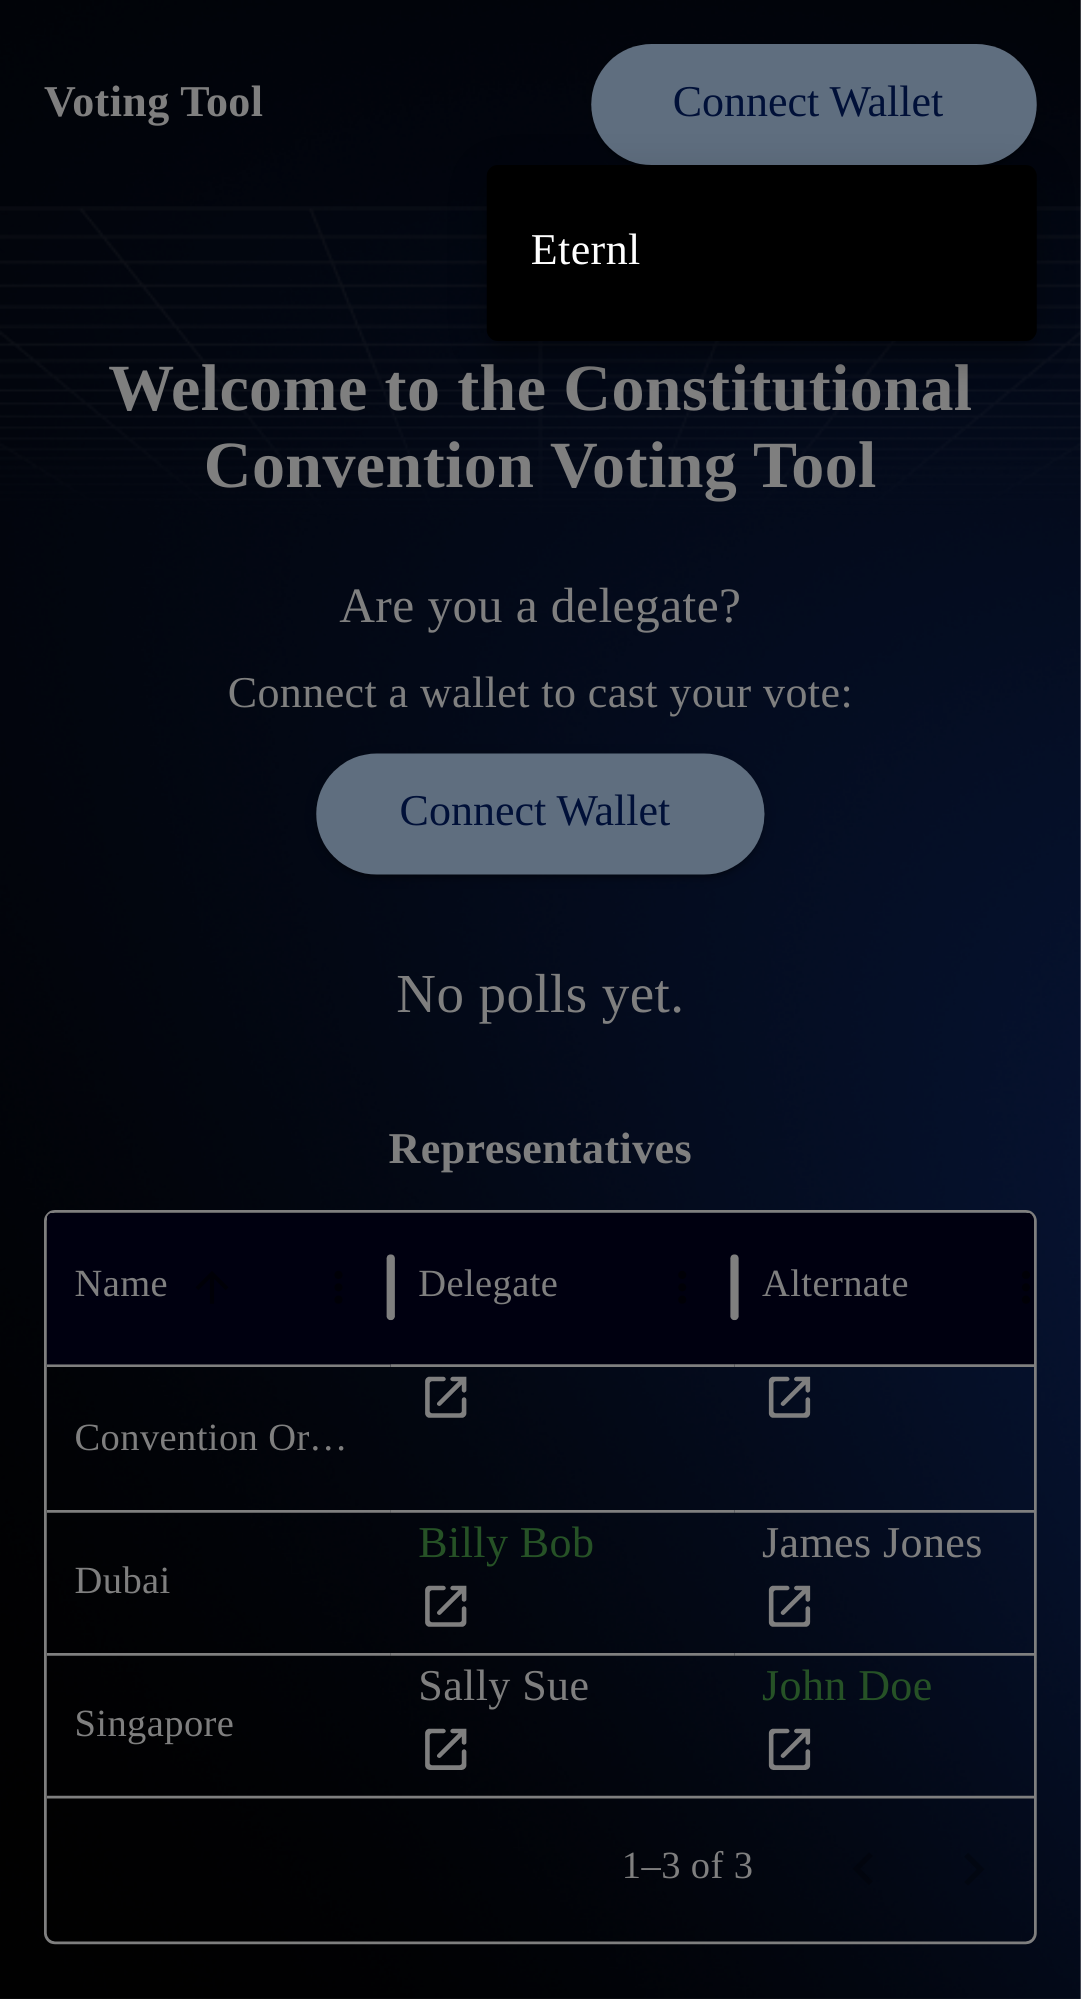 Voting Tool
Connect Wallet
Eternl
Welcome to the Constitutional
Convention Voting Tool
Are you a delegate?
Connect a wallet to cast your vote:
Connect Wallet
No polls yet.
Representatives
Name Delegate Alternate
Convention Or…
Billy Bob James Jones
Dubai
Sally Sue John Doe
Singapore
1–3 of 3